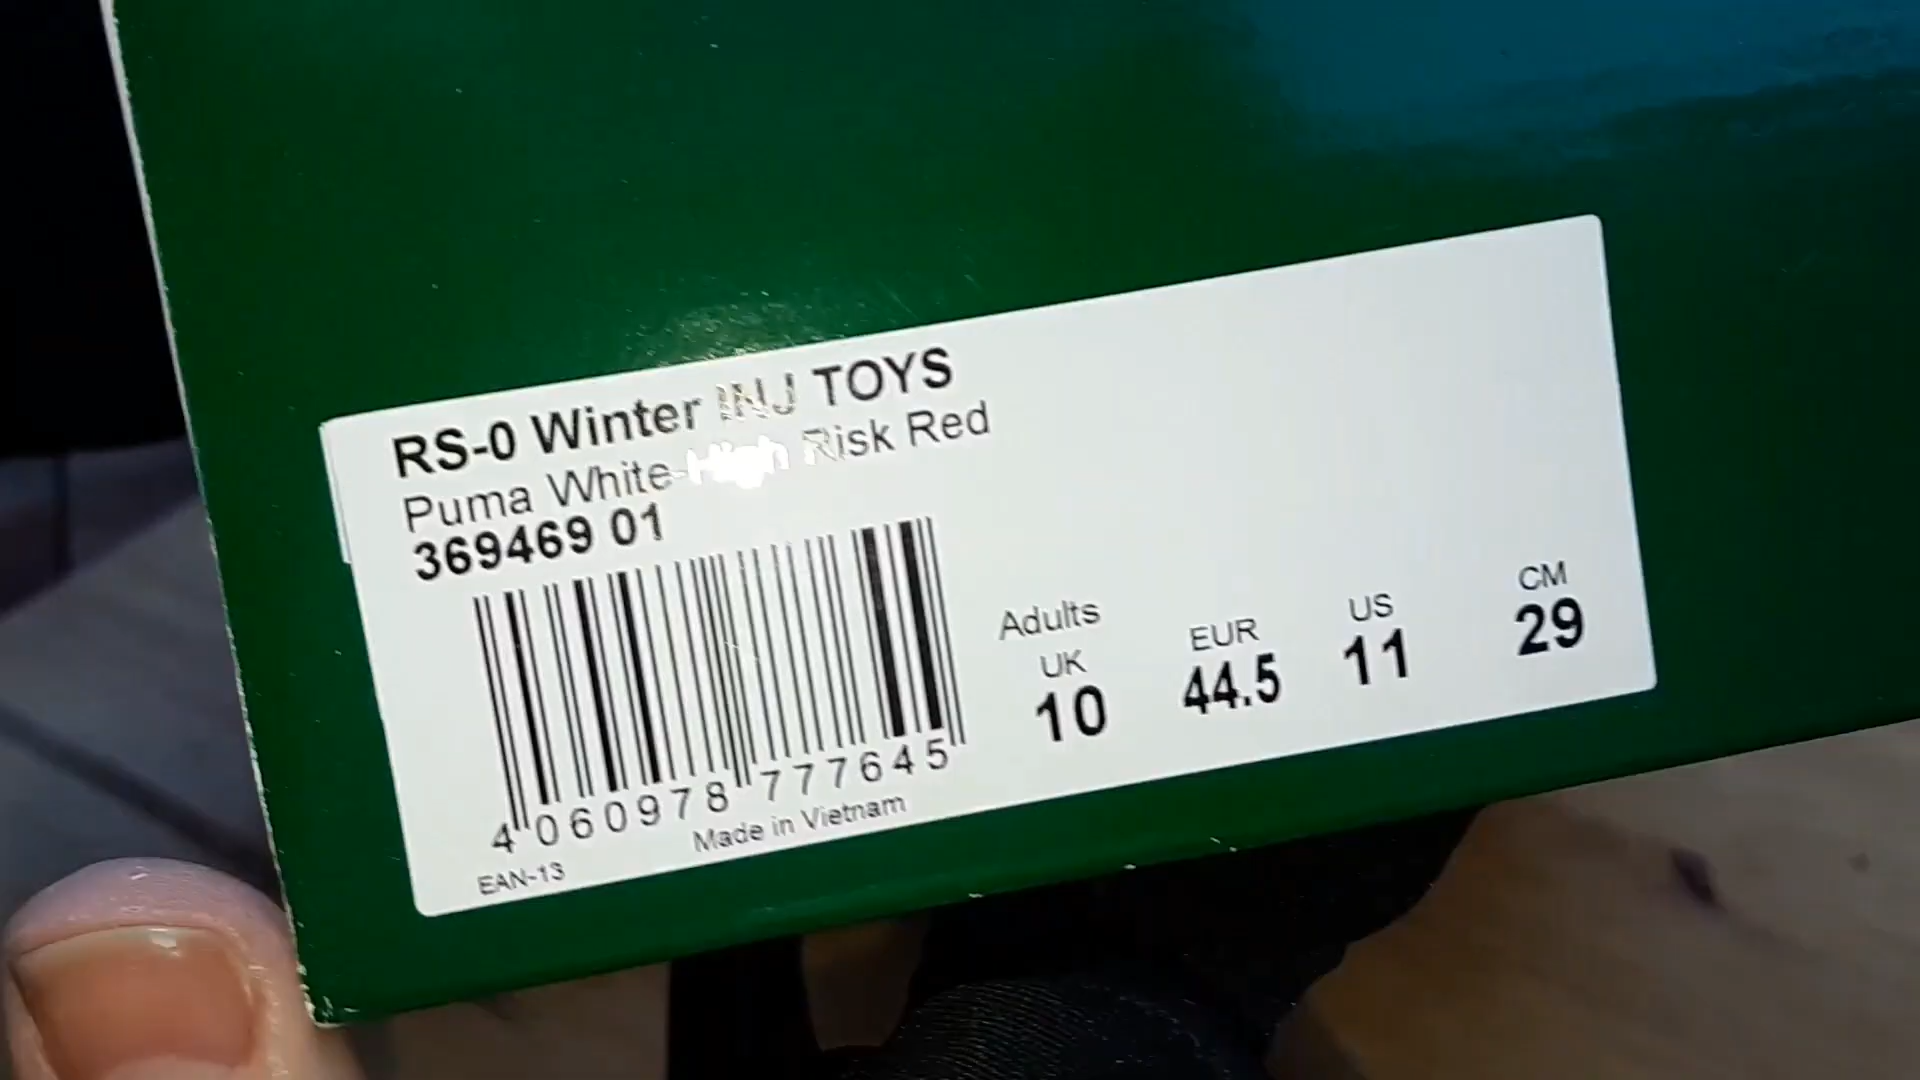 RS-0 Winter INJ TOYS
Puma White-High Risk Red
369469 01
Adults
UK EUR US CM
10 44.5 11 29
4 060978 777645
Made in Vietnam
EAN-13